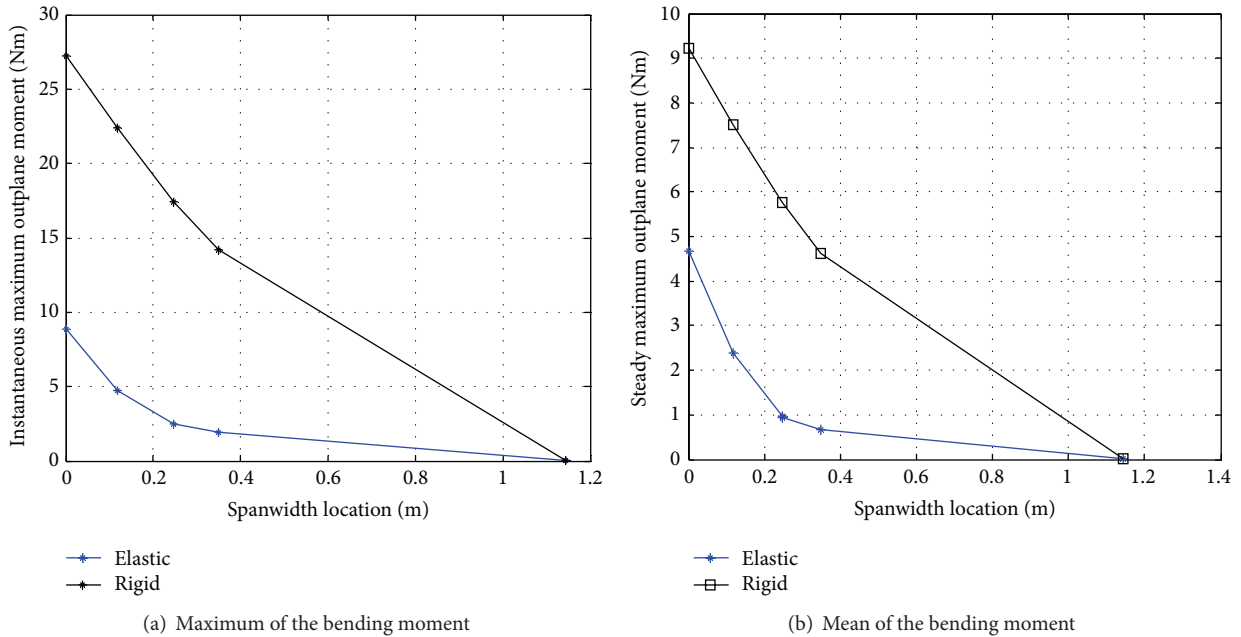 Instantaneous maximum outplane moment (Nm)
30
25
20
15
10
5
0
0 0.2 0.4 0.6 0.8 1 1.2
Spanwidth location (m)
Elastic
Rigid
(a) Maximum of the bending moment
Steady maximum outplane moment (Nm)
10
9
8
7
6
5
4
3
2
1
0
0 0.2 0.4 0.6 0.8 1 1.2 1.4
Spanwidth location (m)
Elastic
Rigid
(b) Mean of the bending moment